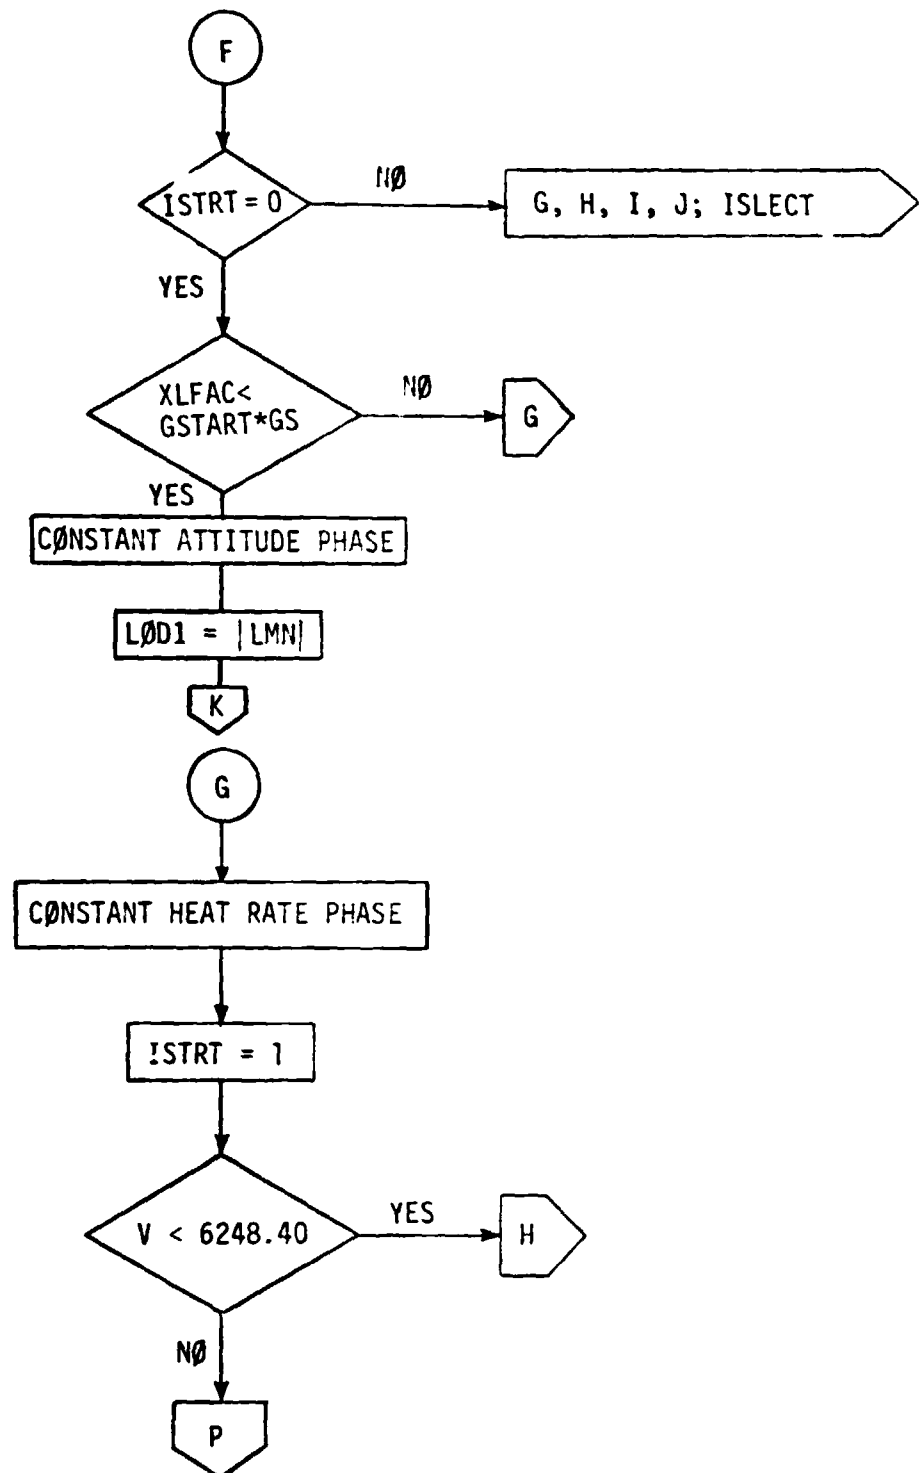 F
ISTRT = 0
NØ
G, H, I, J; ISLECT
YES
XLFAC<
GSTART*GS
NØ
G
YES
CØNSTANT ATTITUDE PHASE
LØD1 = |LMN|
K
G
CØNSTANT HEAT RATE PHASE
ISTRT = 1
V < 6248.40
YES
H
NØ
P